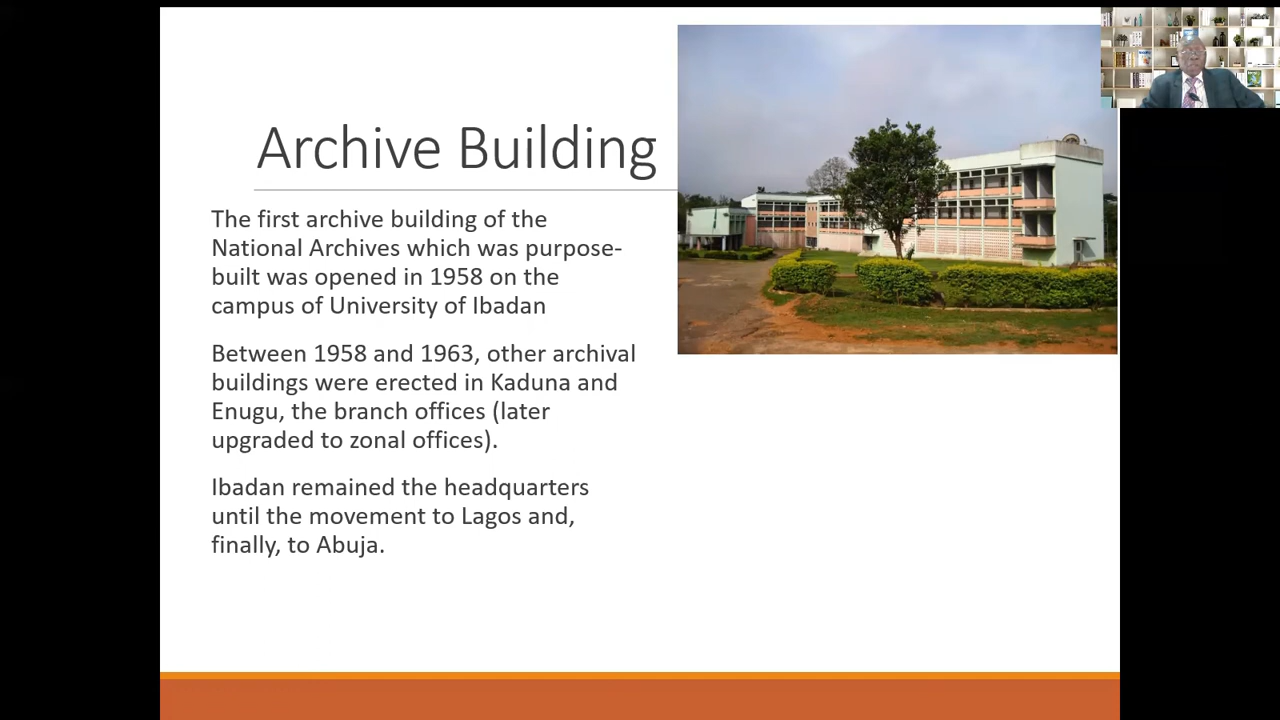 Archive Building
The first archive building of the
National Archives which was purpose-
built was opened in 1958 on the
campus of University of Ibadan
Between 1958 and 1963, other archival
buildings were erected in Kaduna and
Enugu, the branch offices (later
upgraded to zonal offices).
Ibadan remained the headquarters
until the movement to Lagos and,
finally, to Abuja.